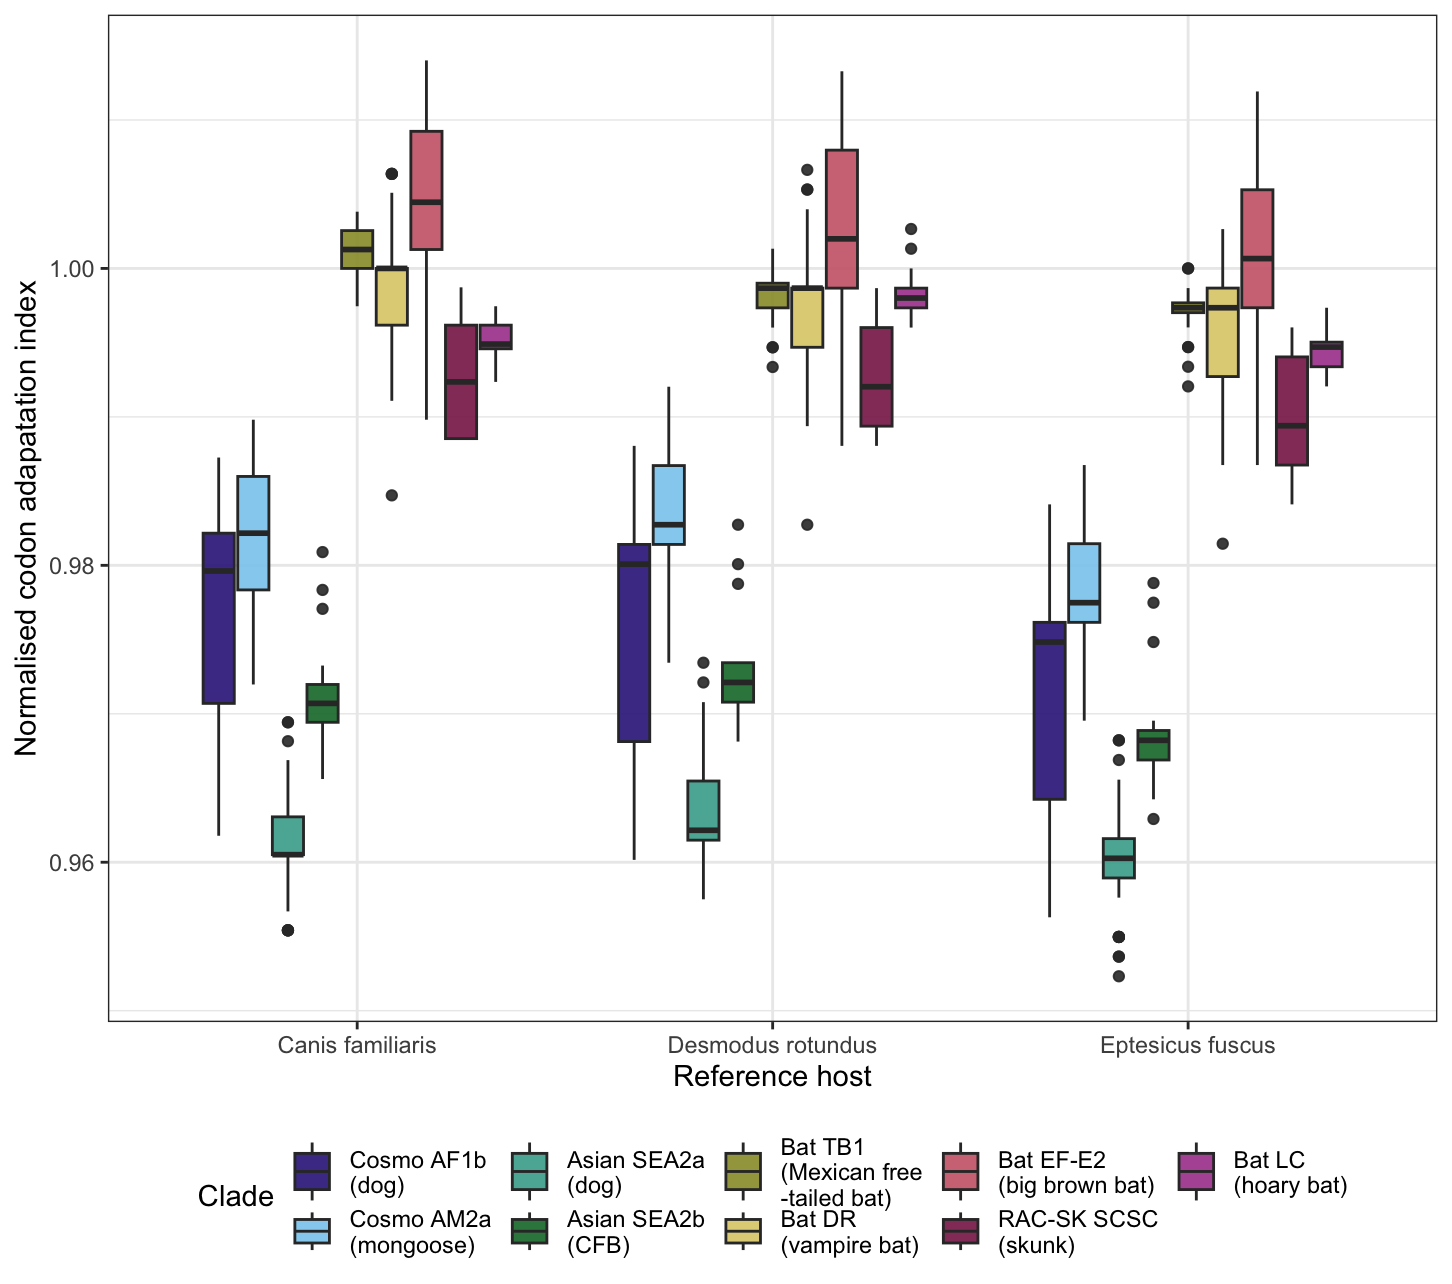 Normalised codon adapatation index
1.00
0.98
0.96
Canis familiaris
Desmodus rotundus
Eptesicus fuscus
Reference host
Clade
Cosmo AF1b
(dog)
Cosmo AM2a
(mongoose)
Asian SEA2a
(dog)
Asian SEA2b
(CFB)
Bat TB1
(Mexican free
-tailed bat)
Bat DR
(vampire bat)
Bat EF-E2
(big brown bat)
RAC-SK SCSC
(skunk)
Bat LC
(hoary bat)